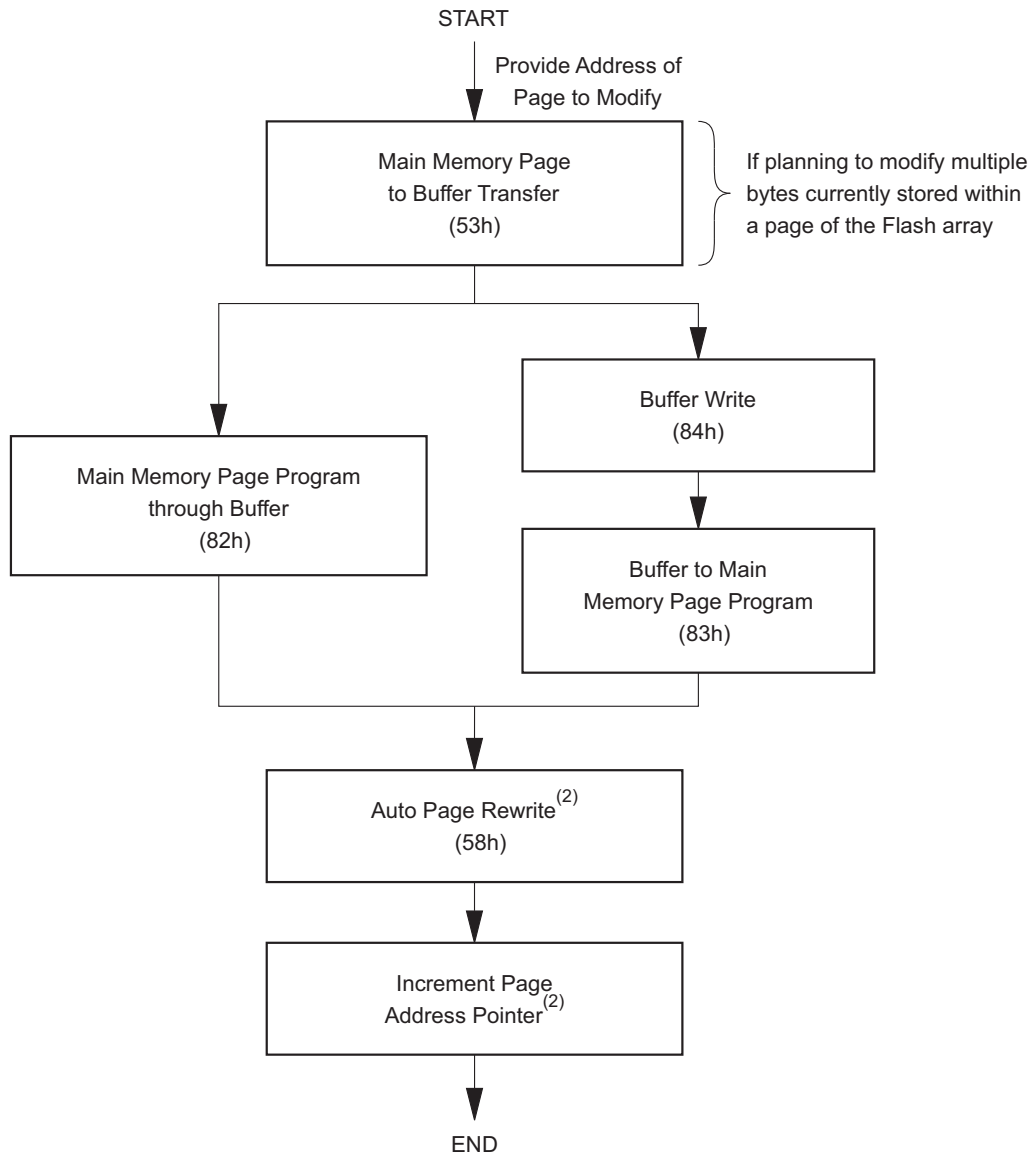 START
Provide Address of
Page to Modify
Main Memory Page
to Buffer Transfer
(53h)
If planning to modify multiple
bytes currently stored within
a page of the Flash array
Buffer Write
(84h)
Main Memory Page Program
through Buffer
(82h)
Buffer to Main
Memory Page Program
(83h)
Auto Page Rewrite(2)
(58h)
Increment Page
Address Pointer(2)
END